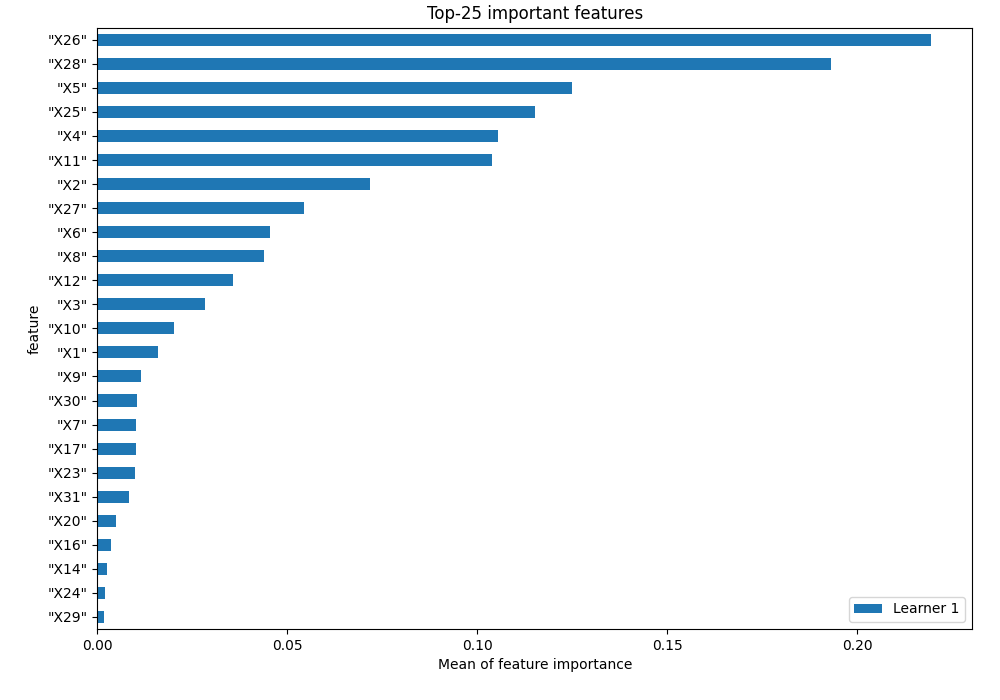 Top-25 important features
"X26"
"X28"
"X5"
"X25"
"X4"
"X11"
"X2"
"X27"
"X6"
"X8"
"X12"
"X3"
"X10"
"X1"
"X9"
"X30"
"X7"
"X17"
"X23"
"X31"
"X20"
"X16"
"X14"
"X24"
"X29"
feature
Learner 1
0.00 0.05 0.10 0.15 0.20
Mean of feature importance